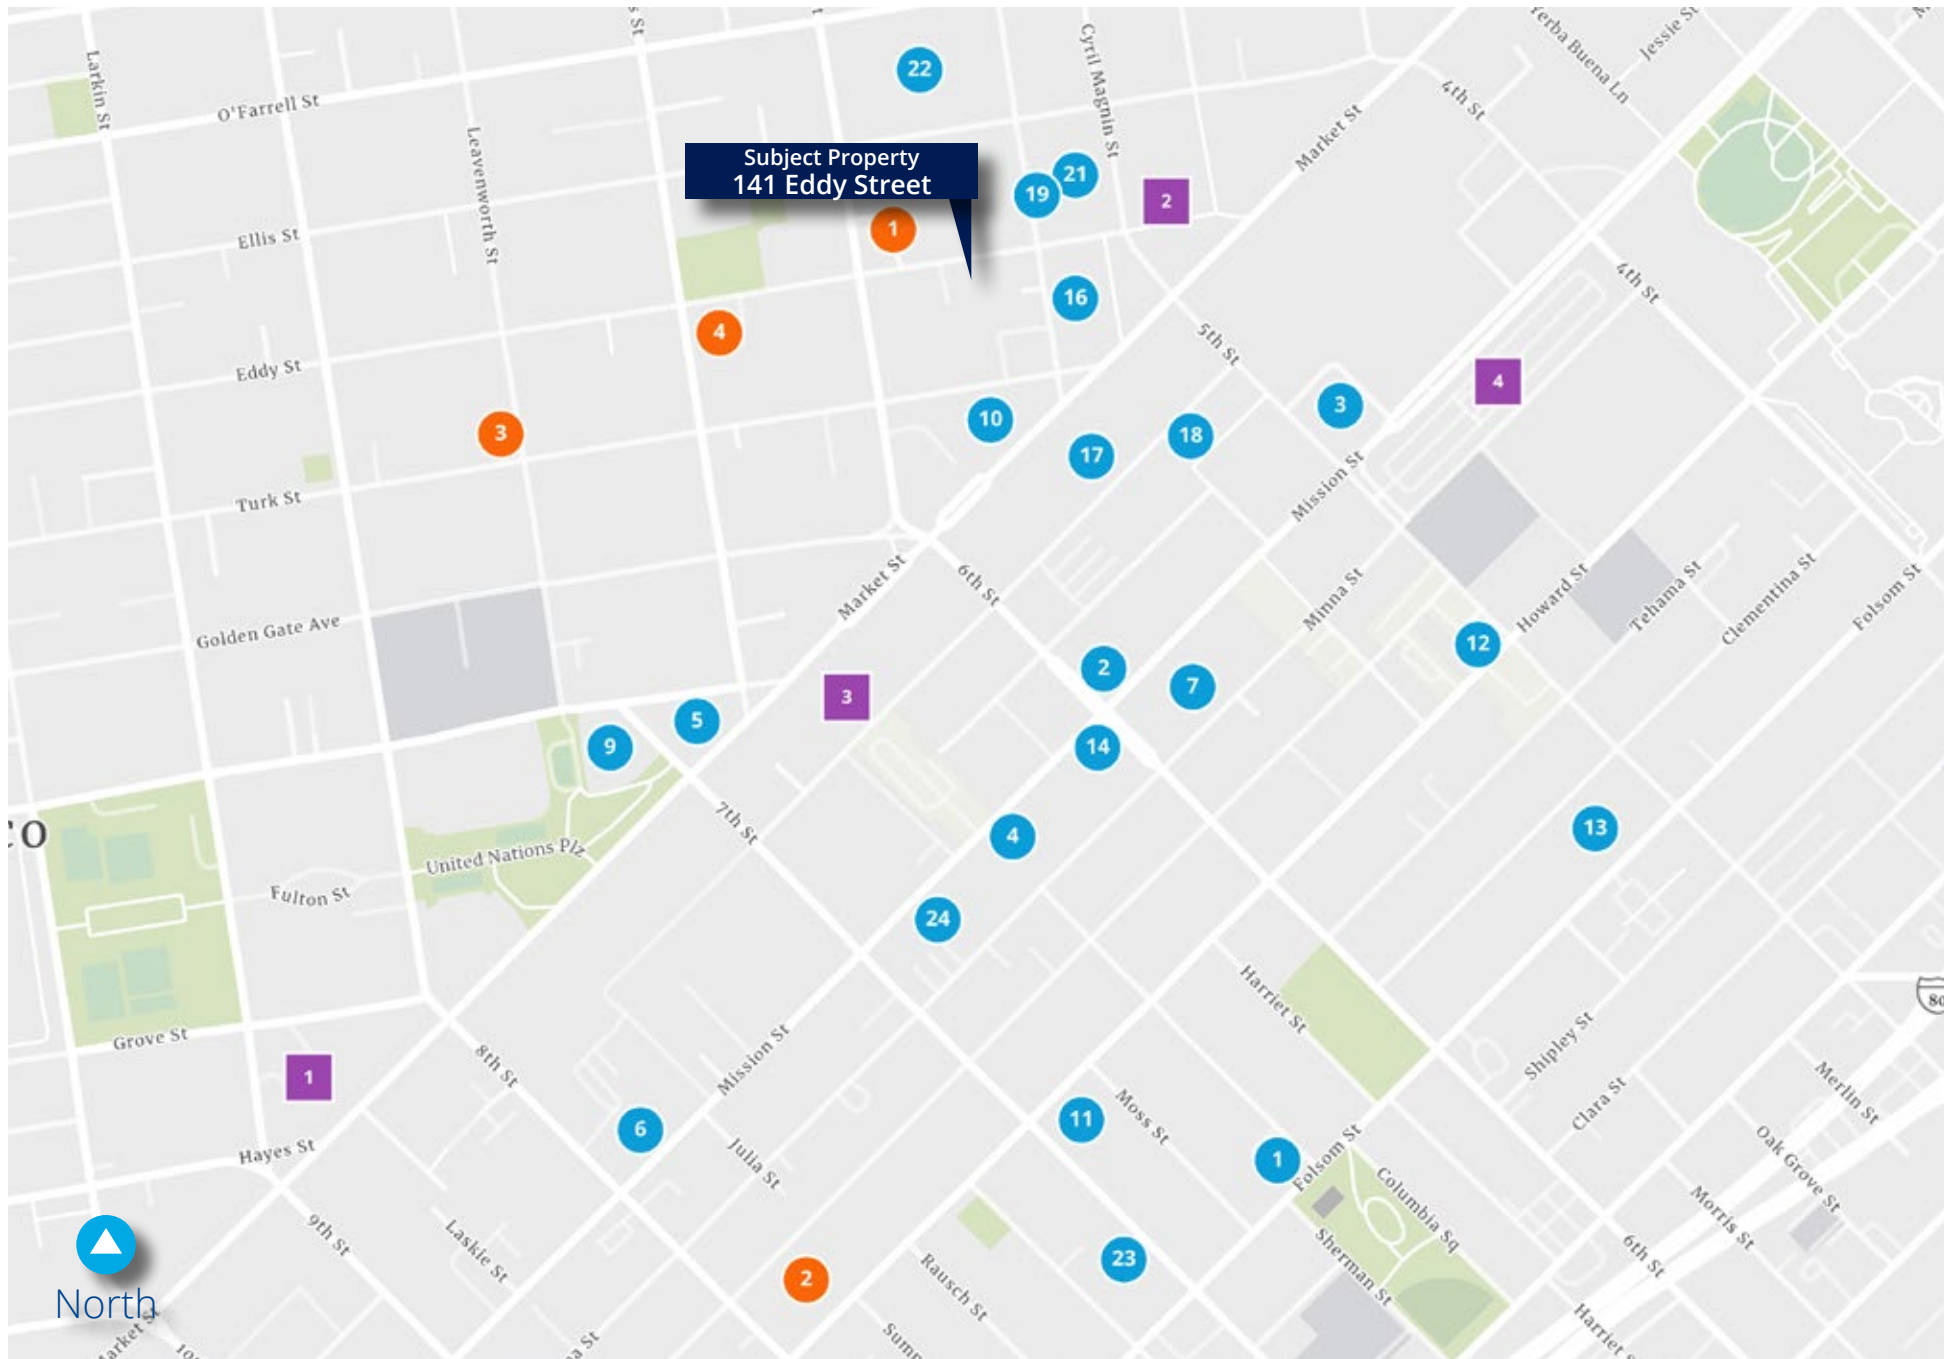 22
O'Farrell St
Larkin St
Leavenworth St
Cyril Magnin St
Market St
4th St
Yerba Buena Ln
Jessie St
Subject Property
141 Eddy Street
21
19
2
1
Ellis St
16
4th St
4
5th St
Eddy St
4
3
10
3
18
17
Mission St
Turk St
Market St
6th St
Minna St
Howard St
Tehama St
Clementina St
Folsom St
Golden Gate Ave
12
2
7
3
5
9
14
7th St
4
13
United Nations Plz
Fulton St
24
Harriet St
80
Grove St
1
8th St
Mission St
Shipley St
Clara St
Merlin St
Oak Grove St
Morris St
6
Julia St
11
Moss St
1
Folsom St
Columbia Sq
Hayes St
9th St
Laskie St
2
Rausch St
23
Sherman St
6th St
Harriet
North